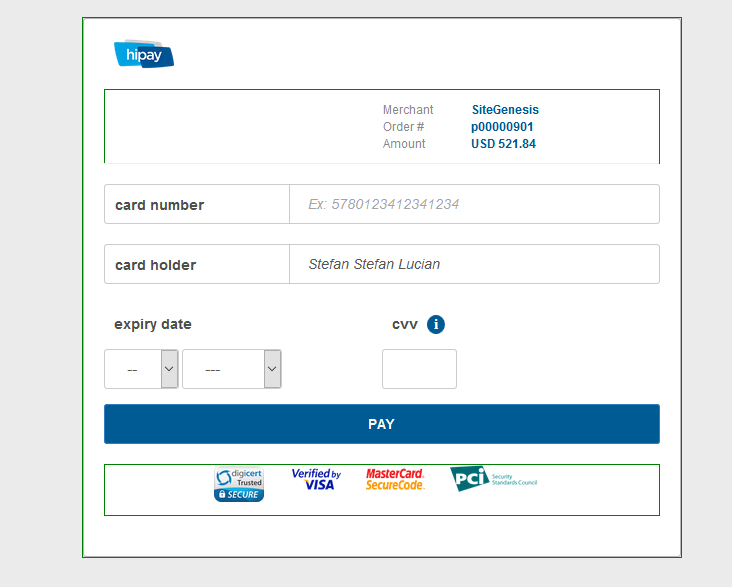 hipay
Merchant SiteGenesis
Order # p00000901
Amount USD 521.84
card number Ex: 5780123412341234
card holder Stefan Stefan Lucian
expiry date cvv i
-- ---
PAY
digicert Trusted SECURE
Verified by VISA
MasterCard. SecureCode.
PCi Security Standards Council